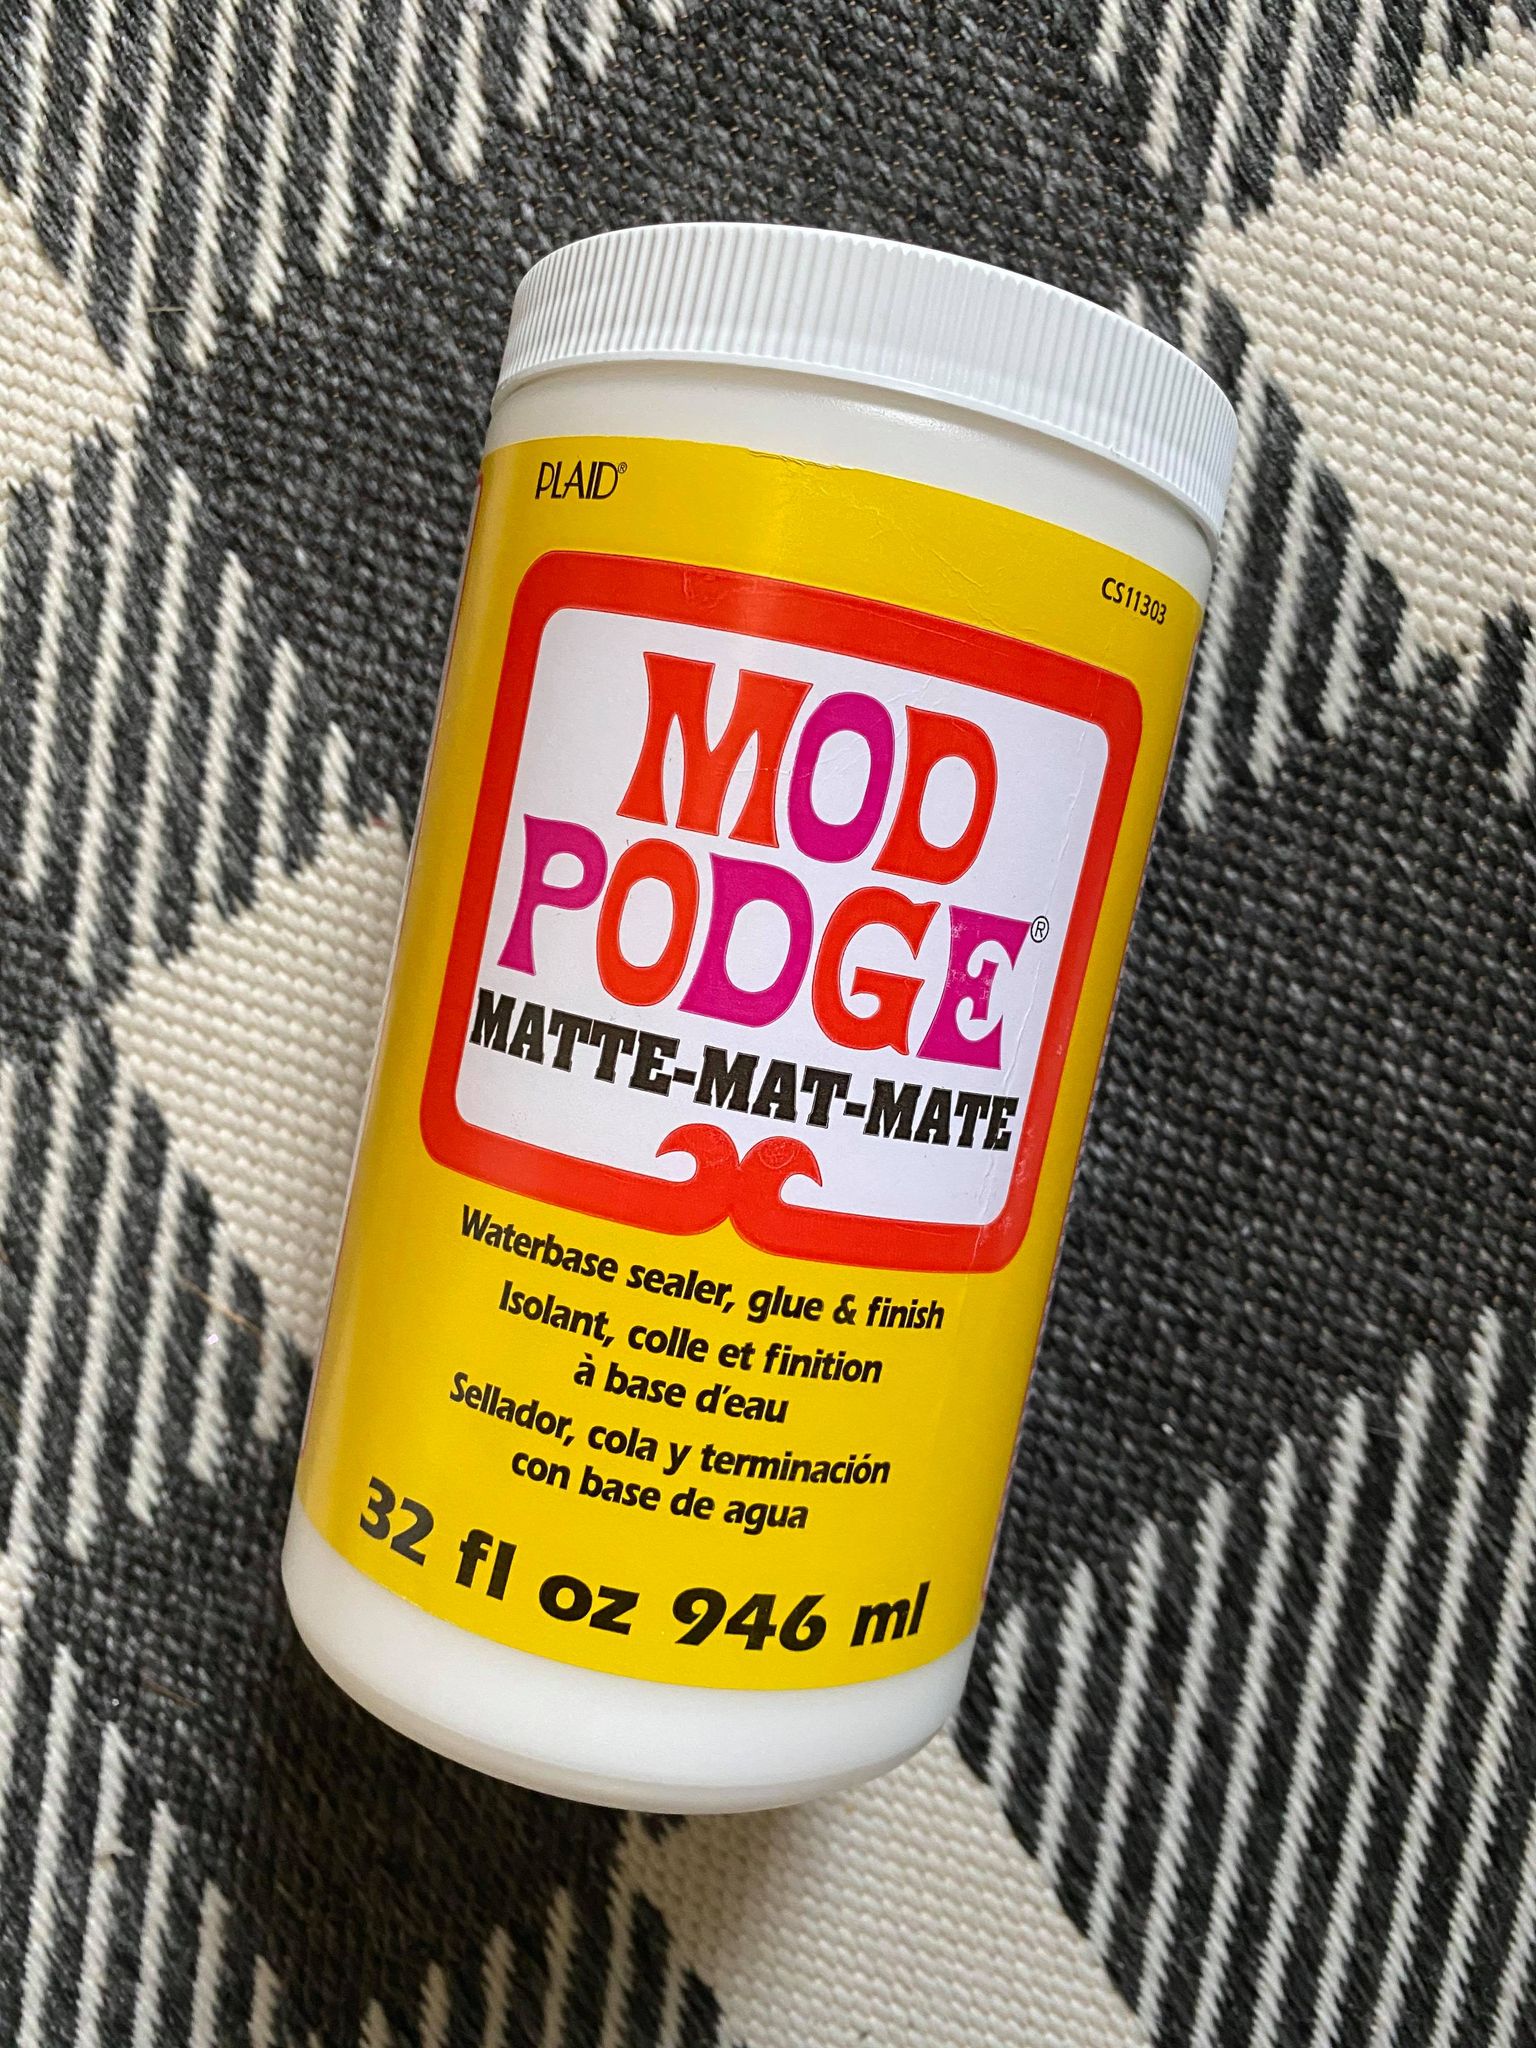 PLAID®
CS11303
MOD
PODGE®
MATTE-MAT-MATE
Waterbase sealer, glue & finish
Isolant, colle et finition
à base d'eau
Sellador, cola y terminación
con base de agua
32 fl oz 946 ml